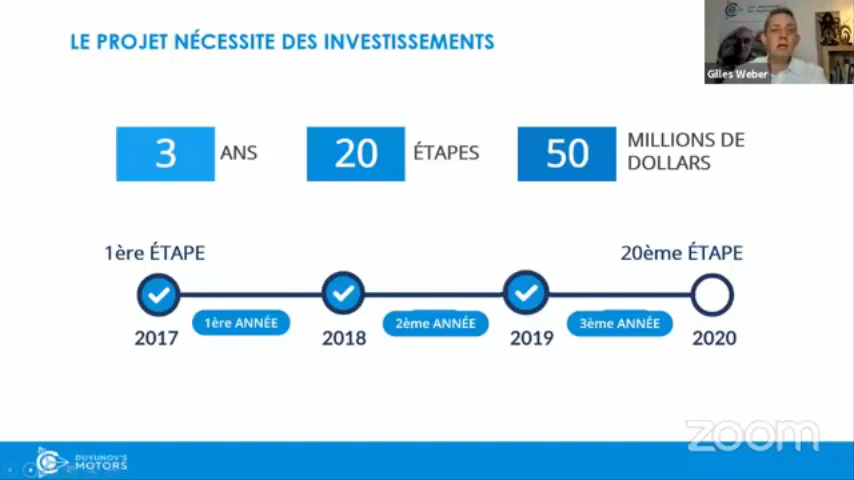 LE PROJET NÉCESSITE DES INVESTISSEMENTS
Gilles Weber
3 ANS
20 ÉTAPES
50 MILLIONS DE
DOLLARS
1ère ÉTAPE
20ème ÉTAPE
1ère ANNÉE
2ème ANNÉE
3ème ANNÉE
2017
2018
2019
2020
zoom
DUYUNOV'S
MOTORS